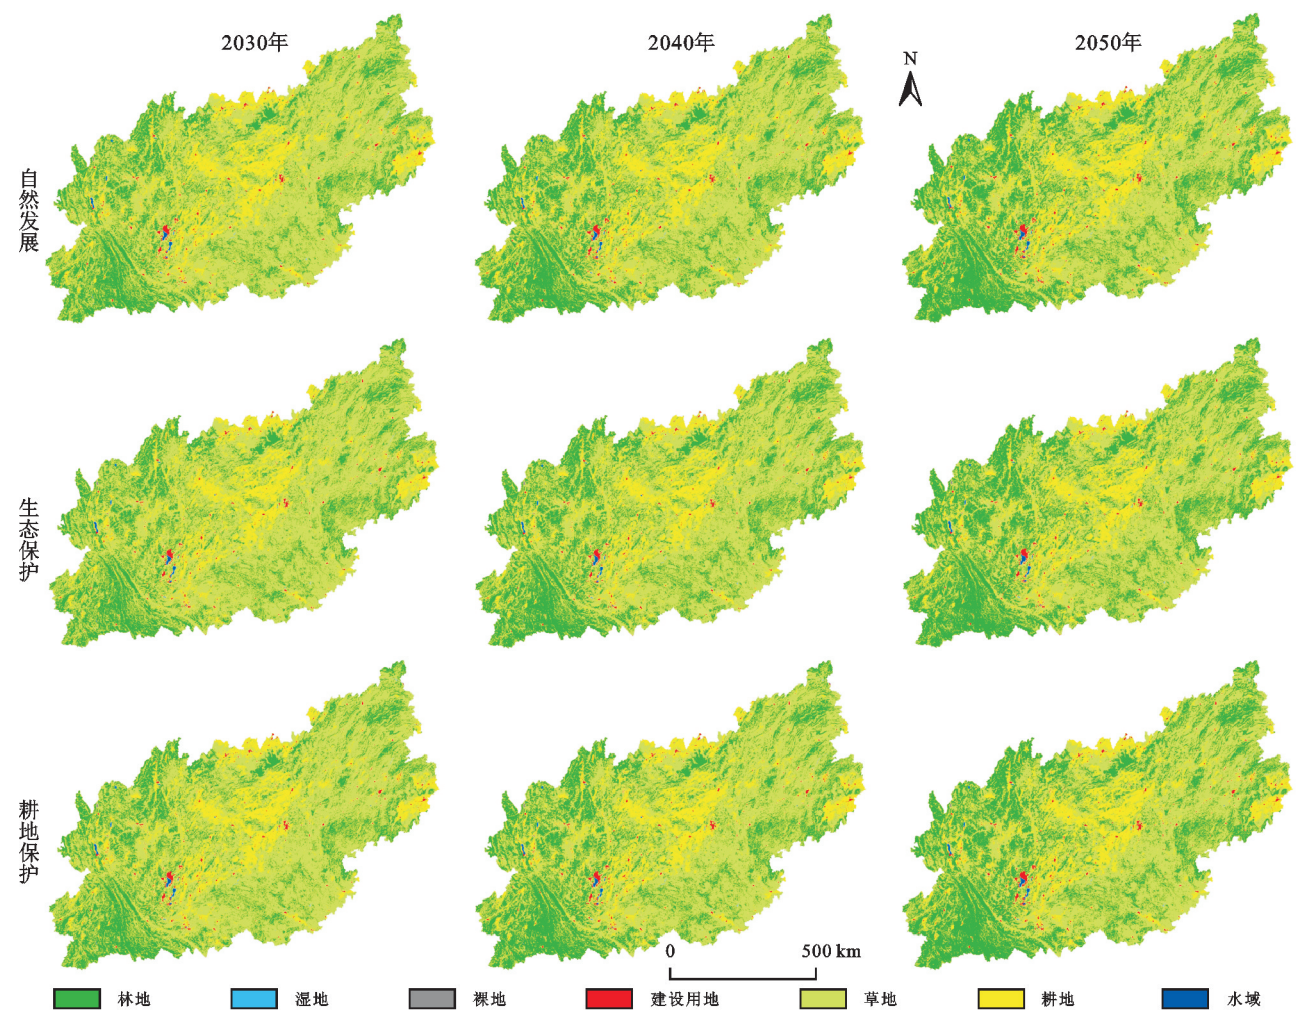 2030年
2040年
2050年
N
自然发展
生态保护
耕地保护
0
500 km
林地
湿地
裸地
建设用地
草地
耕地
水域